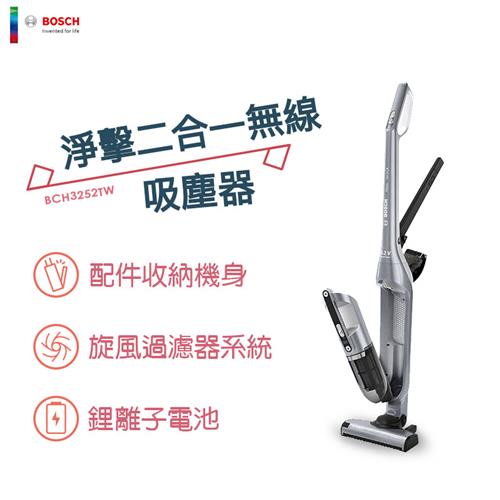 BOSCH
Invented for life
淨擊二合一無線
吸塵器
BCH3252TW
配件收納機身
旋風過濾器系統
鋰離子電池
BOSCH